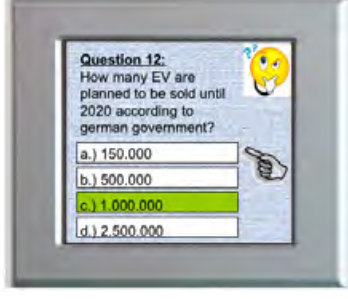 Question 12:
How many EV are
planned to be sold until
2020 according to
german government?
a.) 150.000
b.) 500.000
c.) 1.000.000
d.) 2.500.000